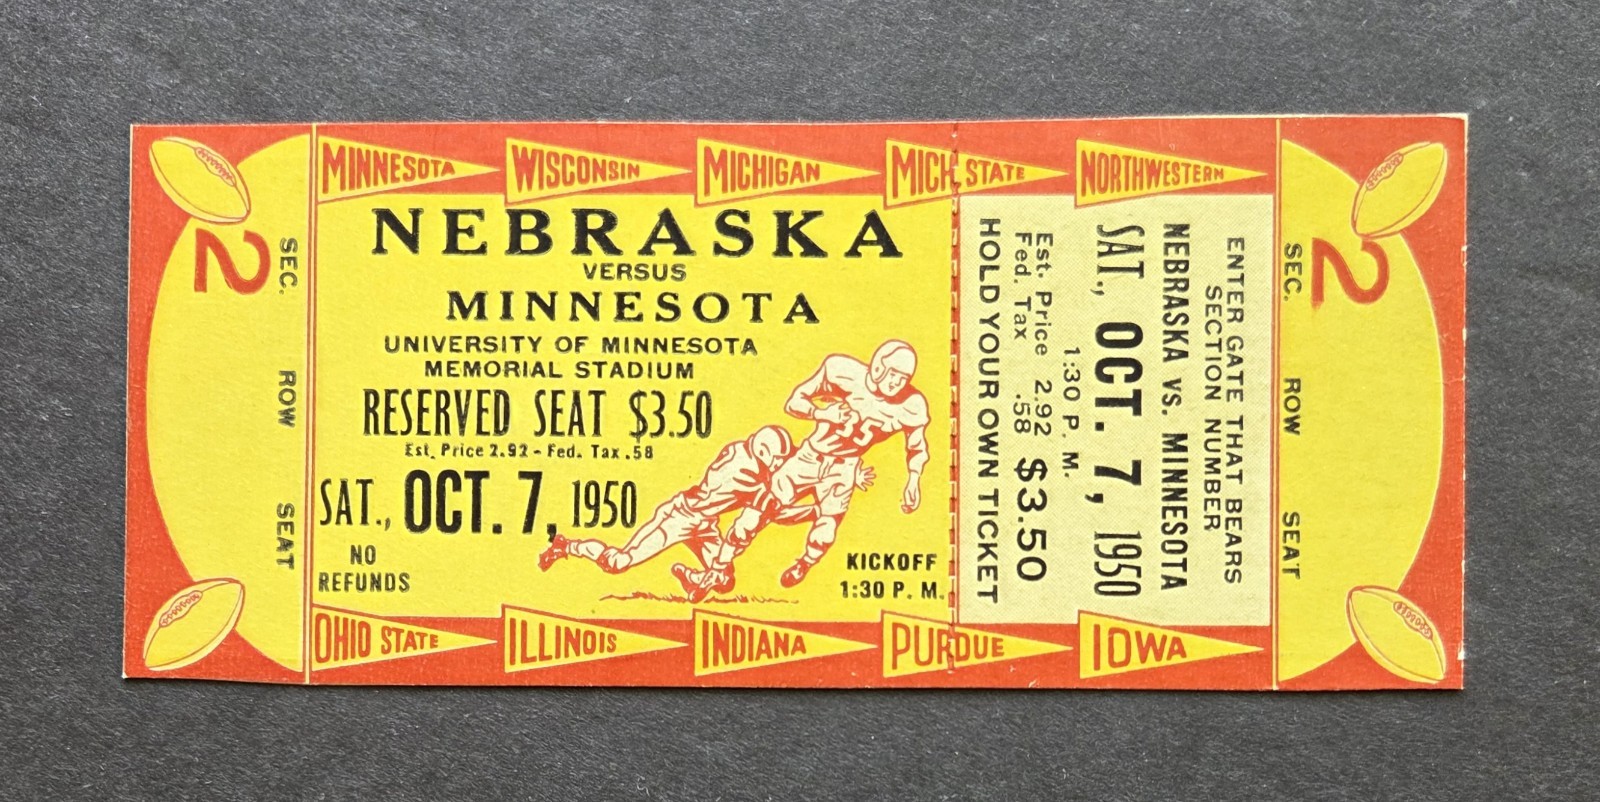 MINNESOTA WISCONSIN MICHIGAN MICH STATE NORTHWESTERN
2
SEC. ROW SEAT
NEBRASKA
VERSUS
MINNESOTA
UNIVERSITY OF MINNESOTA
MEMORIAL STADIUM
RESERVED SEAT $3.50
Est. Price 2.92 - Fed. Tax .58
SAT., OCT. 7, 1950
NO
REFUNDS
35
KICKOFF
1:30 P. M.
ENTER GATE THAT BEARS
SECTION NUMBER
NEBRASKA VS. MINNESOTA
SAT., OCT. 7, 1950
1:30 P. M.
Est. Price 2.92
Fed. Tax .58 $3.50
HOLD YOUR OWN TICKET
2
SEC. ROW SEAT
OHIO STATE ILLINOIS INDIANA PURDUE IOWA